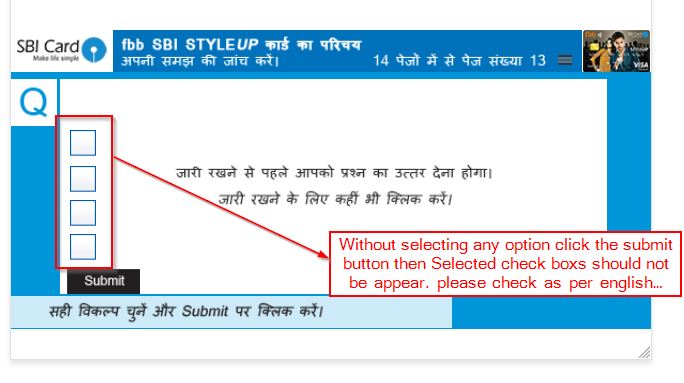 SBI Card
Make life simple
fbb SBI STYLEUP कार्ड का परिचय
अपनी समझ की जांच करें।
14 पेजों में से पेज संख्या 13
VISA
Q
जारी रखने से पहले आपको प्रश्न का उत्तर देना होगा।
जारी रखने के लिए कहीं भी क्लिक करें।
Without selecting any option click the submit
button then Selected check boxs should not
be appear. please check as per english...
Submit
सही विकल्प चुनें और Submit पर क्लिक करें।